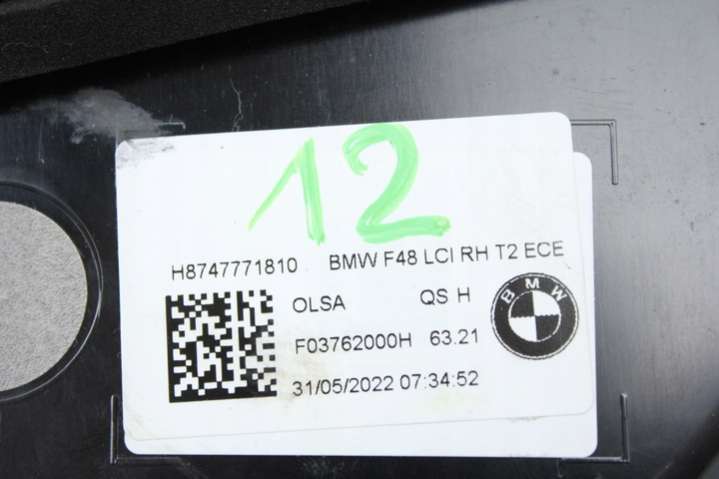 12
H8747771810 BMW F48 LCI RH T2 ECE
OLSA QS H
BMW
F03762000H 63.21
31/05/2022 07:34:52